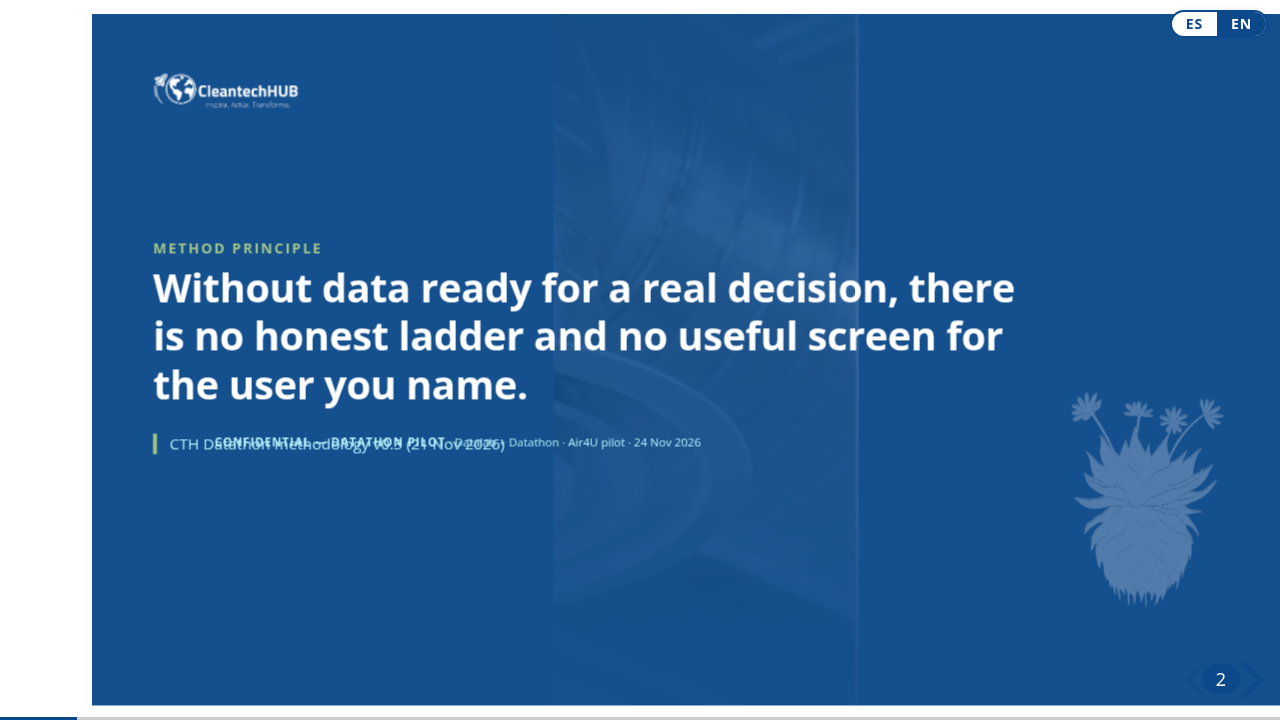 ES EN
CleantechHUB
Inspira. Actúa. Transforma.
METHOD PRINCIPLE
Without data ready for a real decision, there
is no honest ladder and no useful screen for
the user you name.
CTH Datathon methodology v0.3 (21 Nov 2026)
CONFIDENTIAL — DATATHON PILOT · Datathon · Air4U pilot · 24 Nov 2026
2